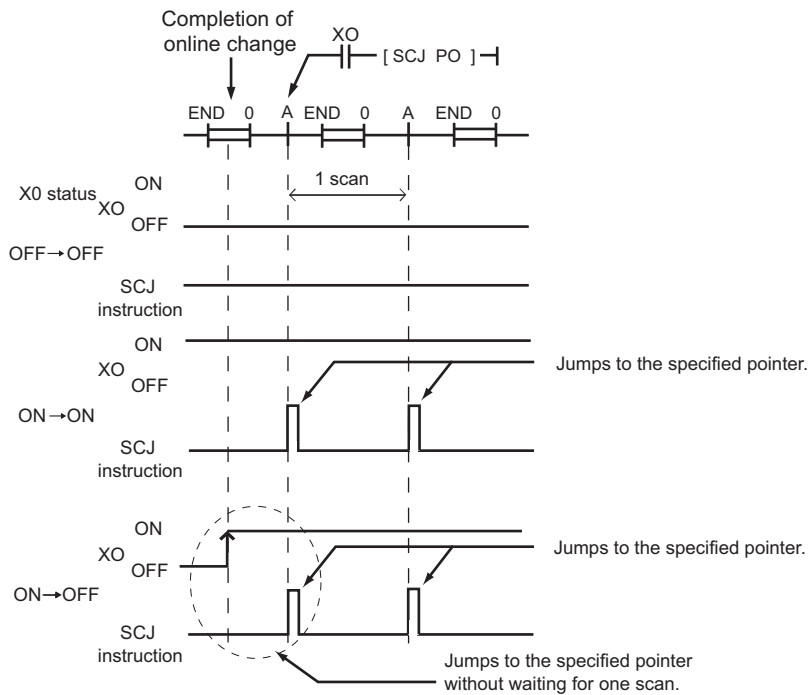 Completion of
online change
XO
[ SCJ PO ]
END 0 A END 0 A END 0
1 scan
X0 status
ON
XO
OFF
OFF→OFF
SCJ
instruction
ON
XO
OFF
Jumps to the specified pointer.
ON→ON
SCJ
instruction
ON
XO
OFF
Jumps to the specified pointer.
ON→OFF
SCJ
instruction
Jumps to the specified pointer
without waiting for one scan.